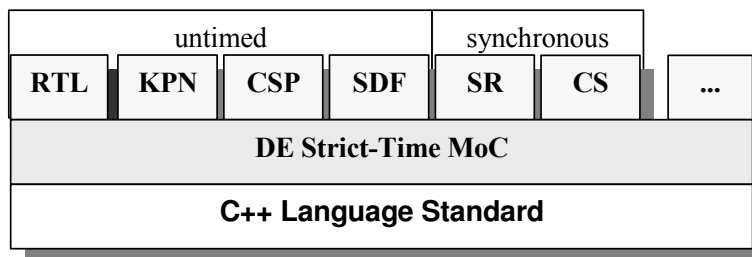 untimed synchronous
RTL KPN CSP SDF SR CS ...
DE Strict-Time MoC
C++ Language Standard